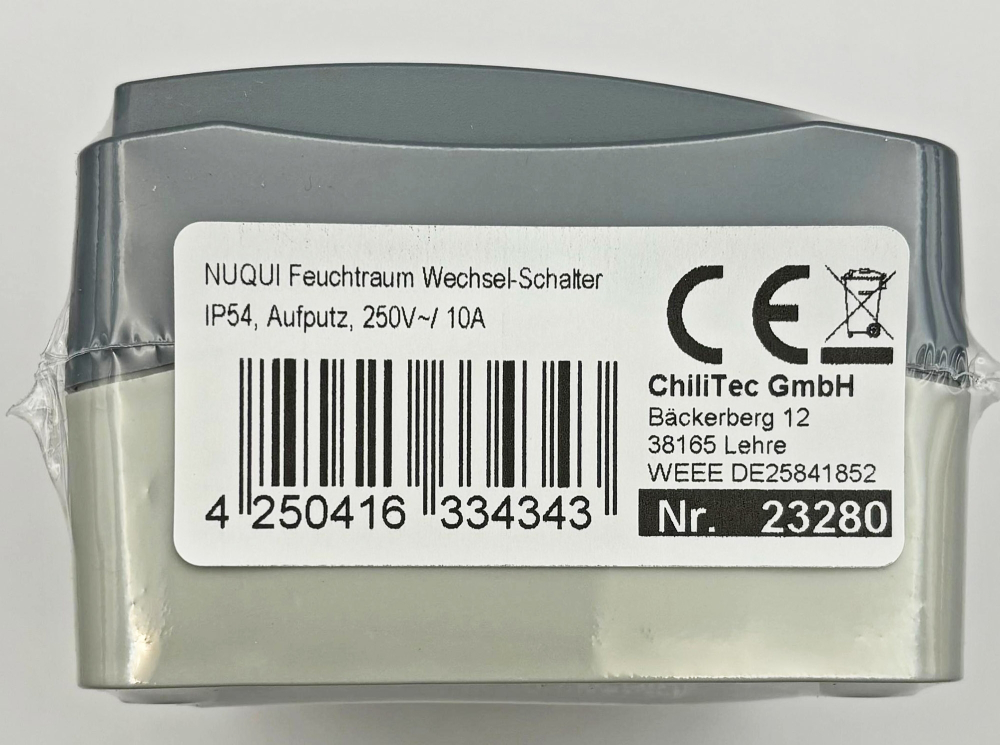 NUQUI Feuchtraum Wechsel-Schalter
IP54, Aufputz, 250V~/ 10A
4 250416 334343
CE
ChiliTec GmbH
Bäckerberg 12
38165 Lehre
WEEE DE25841852
Nr. 23280